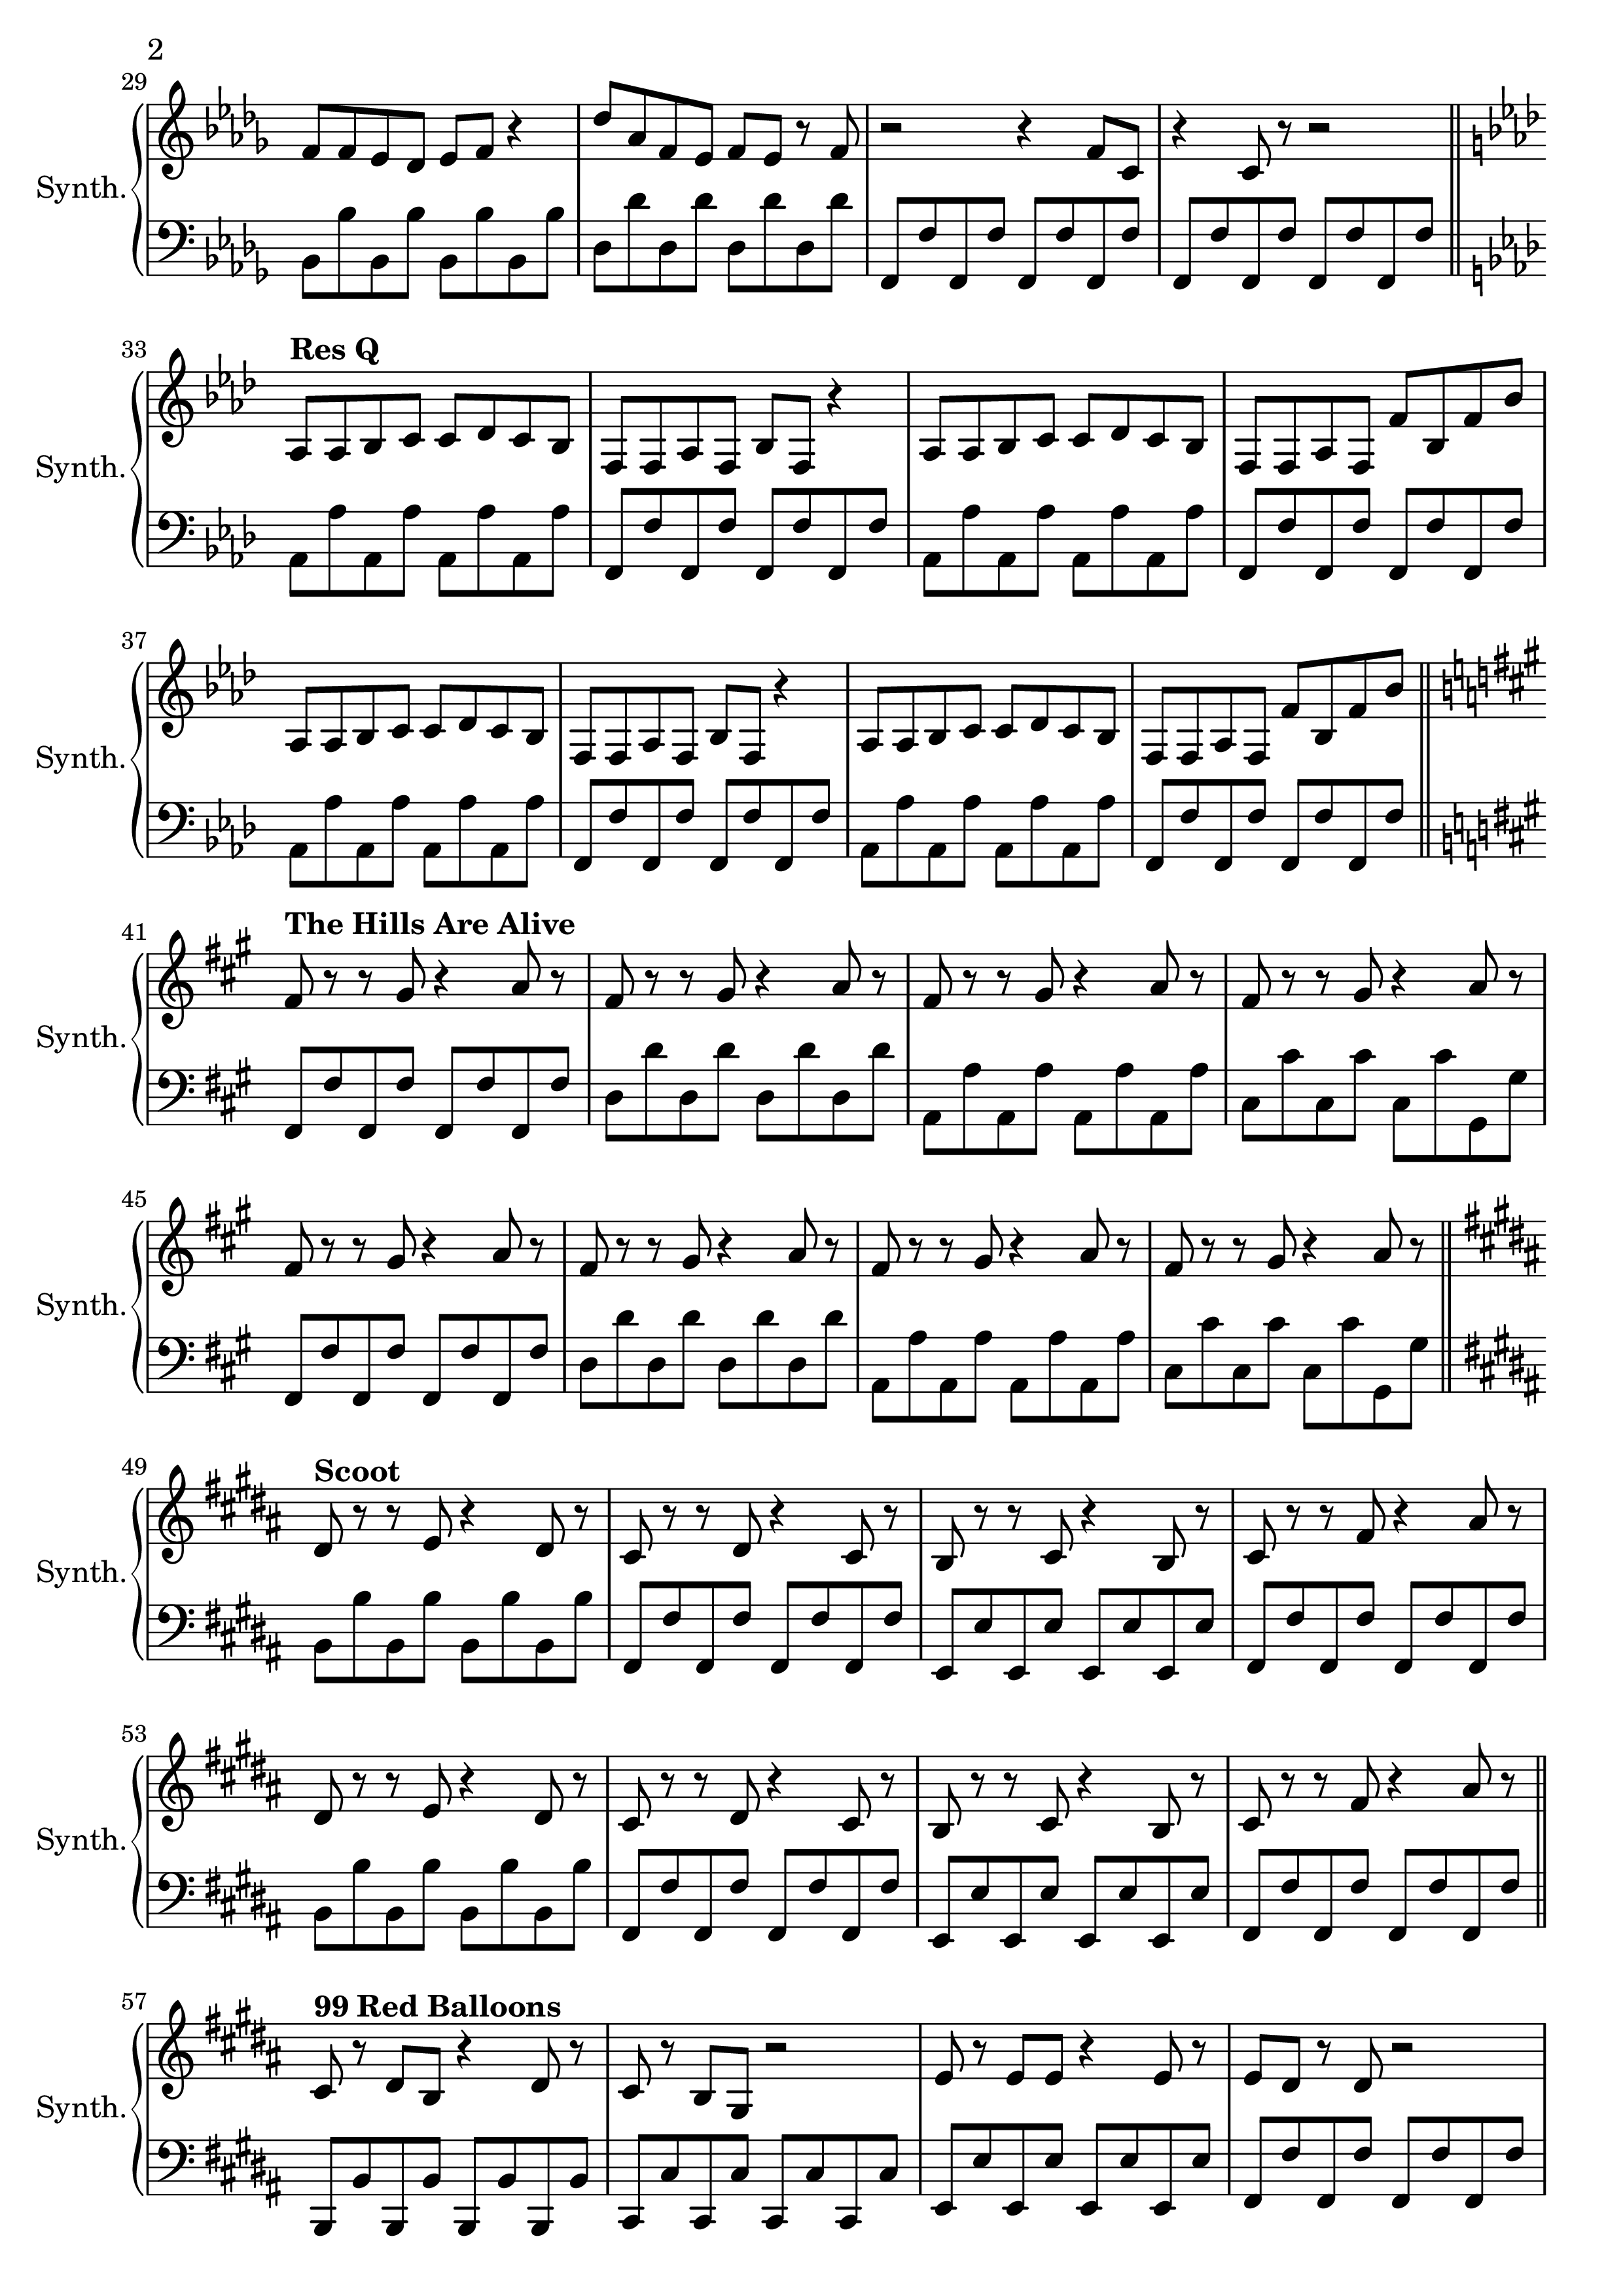 2
29
Synth.
33
Res Q
Synth.
37
Synth.
41
The Hills Are Alive
Synth.
45
Synth.
49
Scoot
Synth.
53
Synth.
57
99 Red Balloons
Synth.